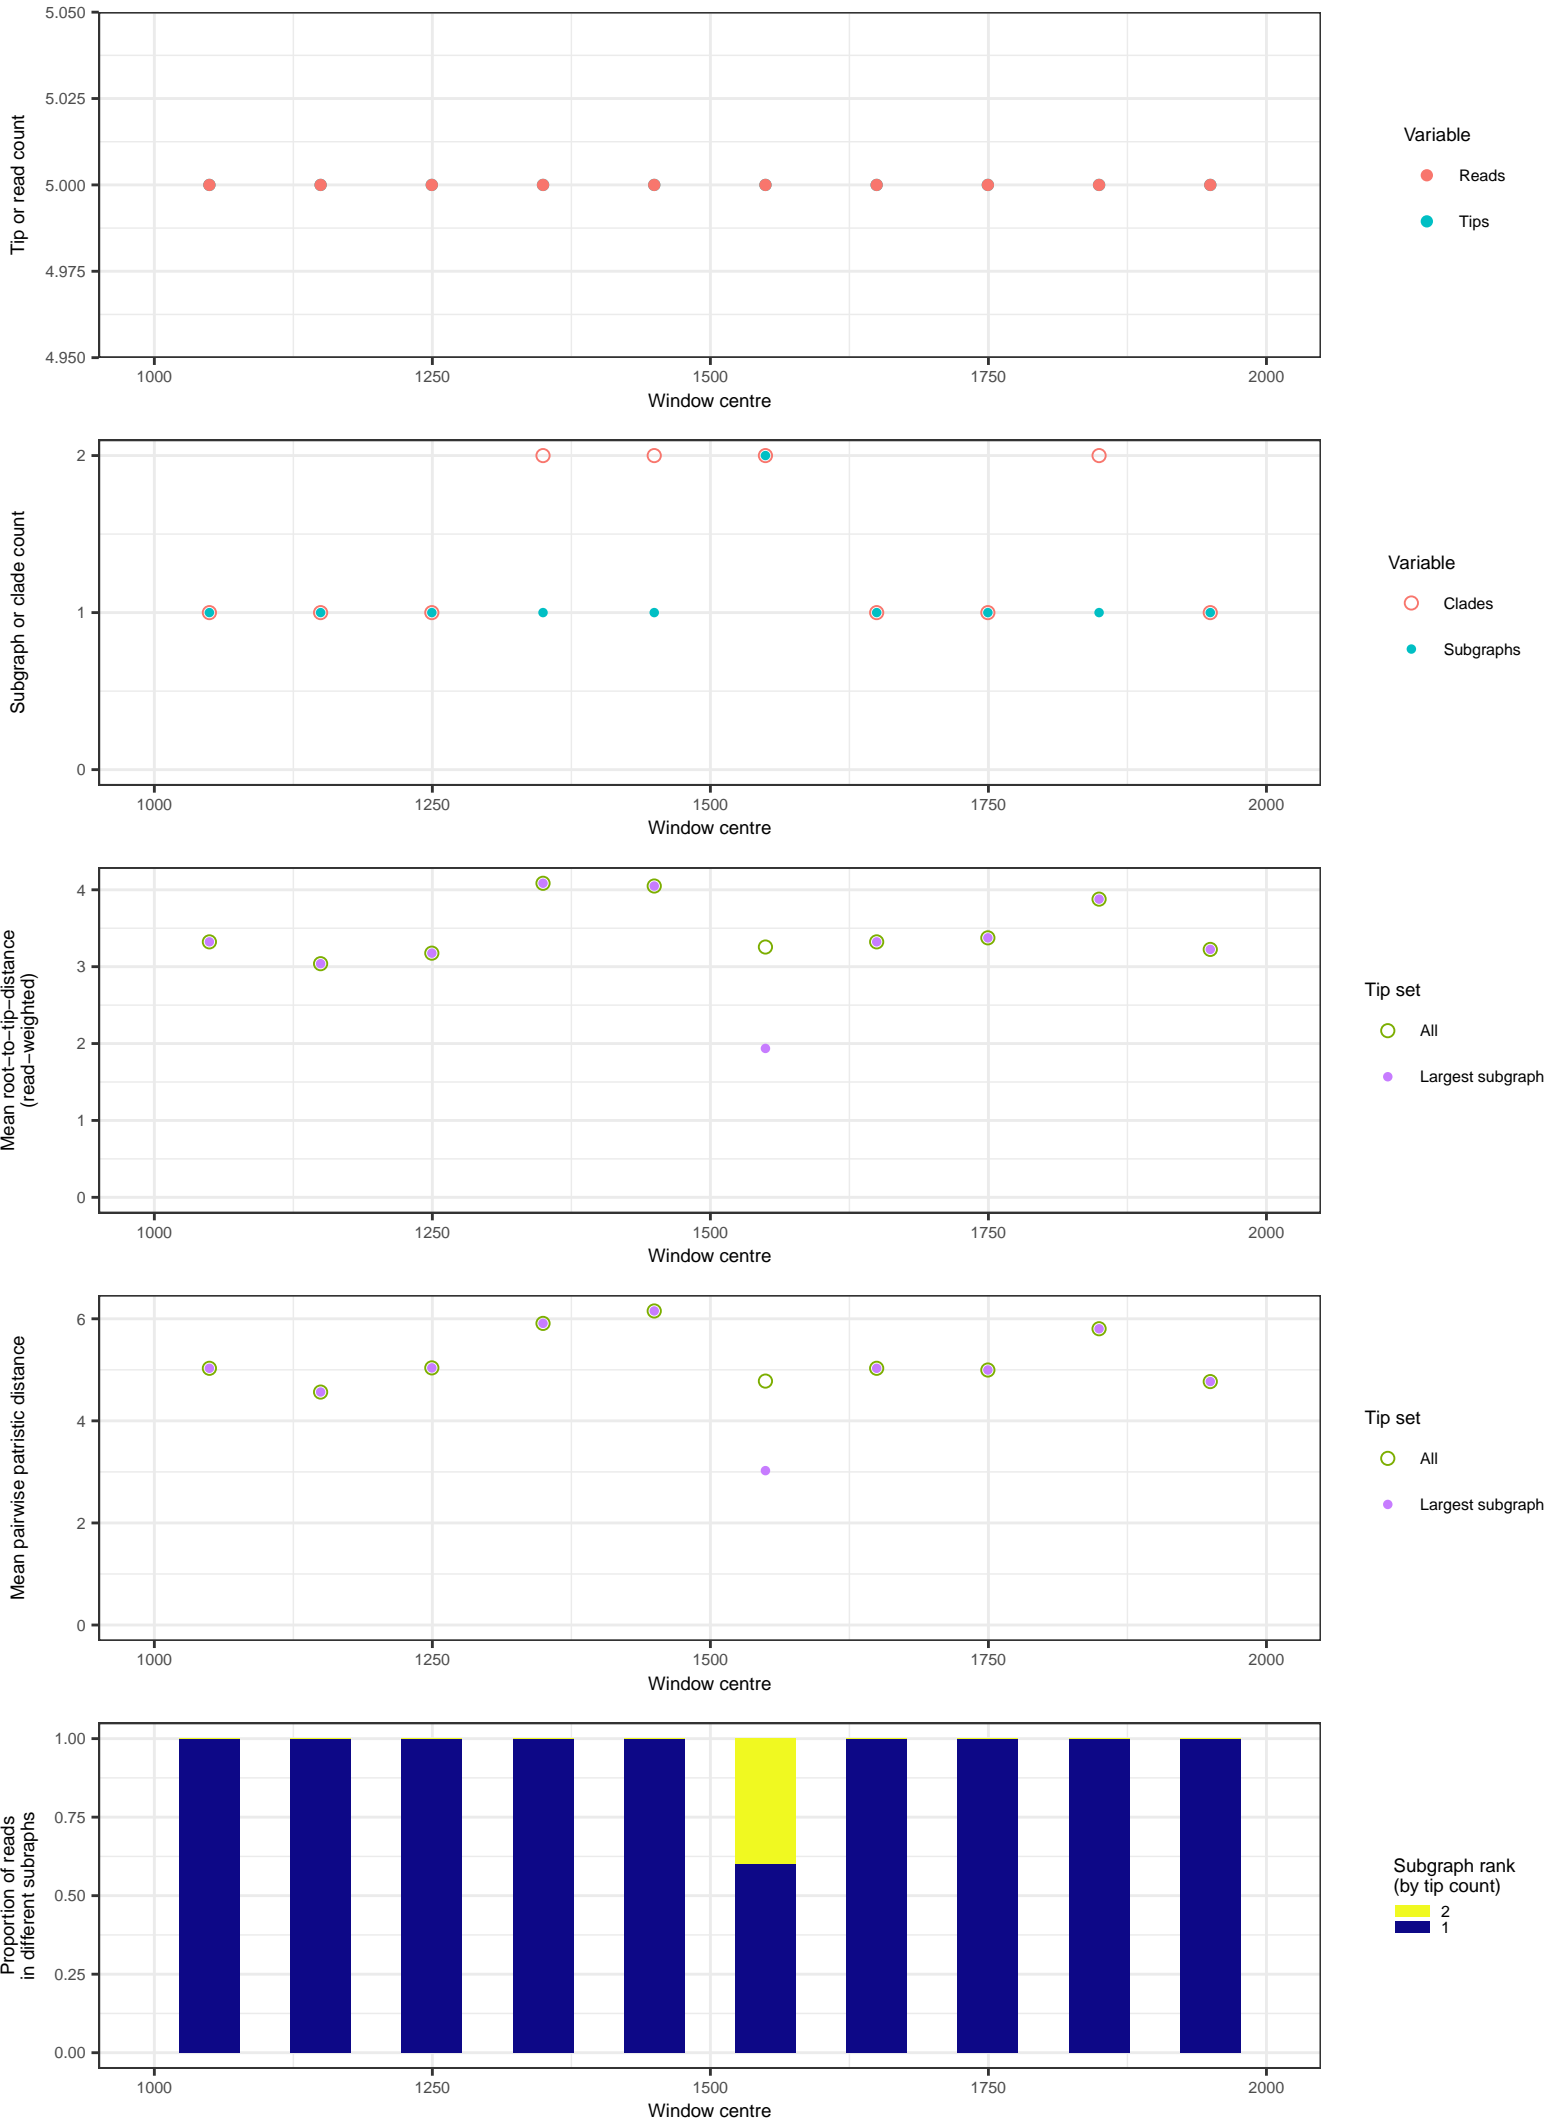 5.050
5.025
5.000
4.975
4.950
Tip or read count
1000 1250 1500 1750 2000
Window centre
Variable
Reads
Tips
2
1
0
Subgraph or clade count
1000 1250 1500 1750 2000
Window centre
Variable
Clades
Subgraphs
4
3
2
1
0
Mean root−to−tip−distance
(read−weighted)
1000 1250 1500 1750 2000
Window centre
Tip set
All
Largest subgraph
6
4
2
0
Mean pairwise patristic distance
1000 1250 1500 1750 2000
Window centre
Tip set
All
Largest subgraph
1.00
0.75
0.50
0.25
0.00
Proportion of reads
in different subraphs
1000 1250 1500 1750 2000
Window centre
Subgraph rank
(by tip count)
2
1